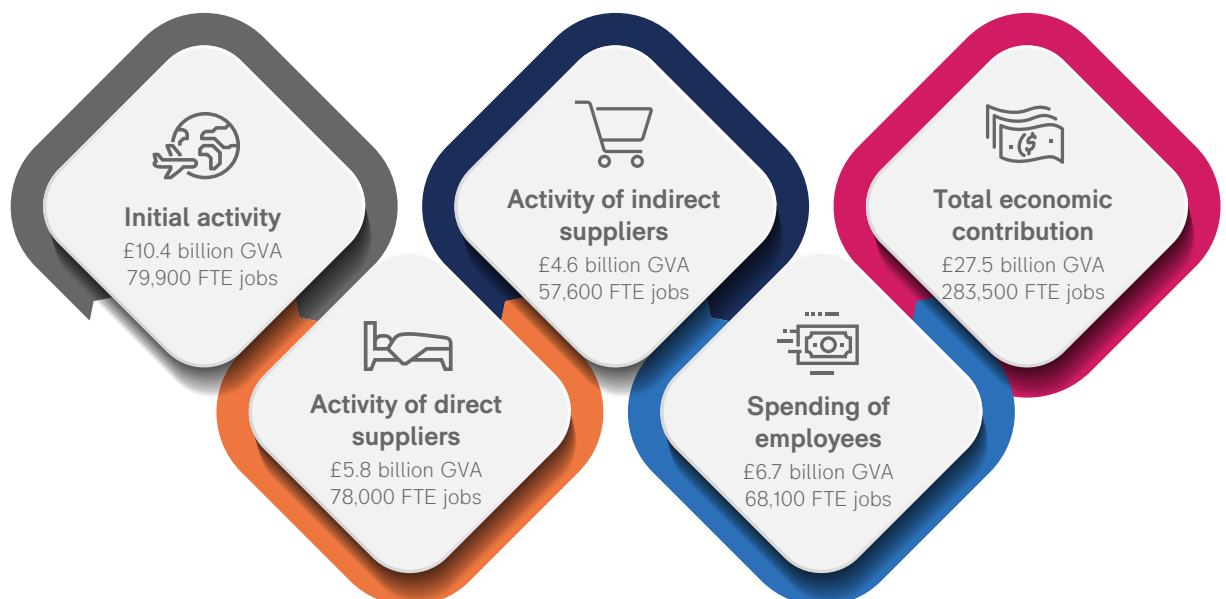 Initial activity
£10.4 billion GVA
79,900 FTE jobs
Activity of direct
suppliers
£5.8 billion GVA
78,000 FTE jobs
Activity of indirect
suppliers
£4.6 billion GVA
57,600 FTE jobs
Spending of
employees
£6.7 billion GVA
68,100 FTE jobs
Total economic
contribution
£27.5 billion GVA
283,500 FTE jobs